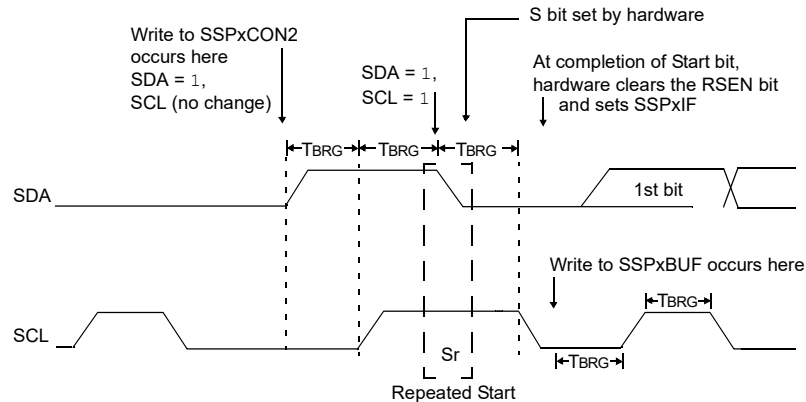 S bit set by hardware
Write to SSPxCON2
occurs here
SDA = 1,
SCL (no change)
SDA = 1,
SCL = 1
At completion of Start bit,
hardware clears the RSEN bit
and sets SSPxIF
TBRG
TBRG
TBRG
SDA
1st bit
Write to SSPxBUF occurs here
TBRG
SCL
Sr
TBRG
Repeated Start